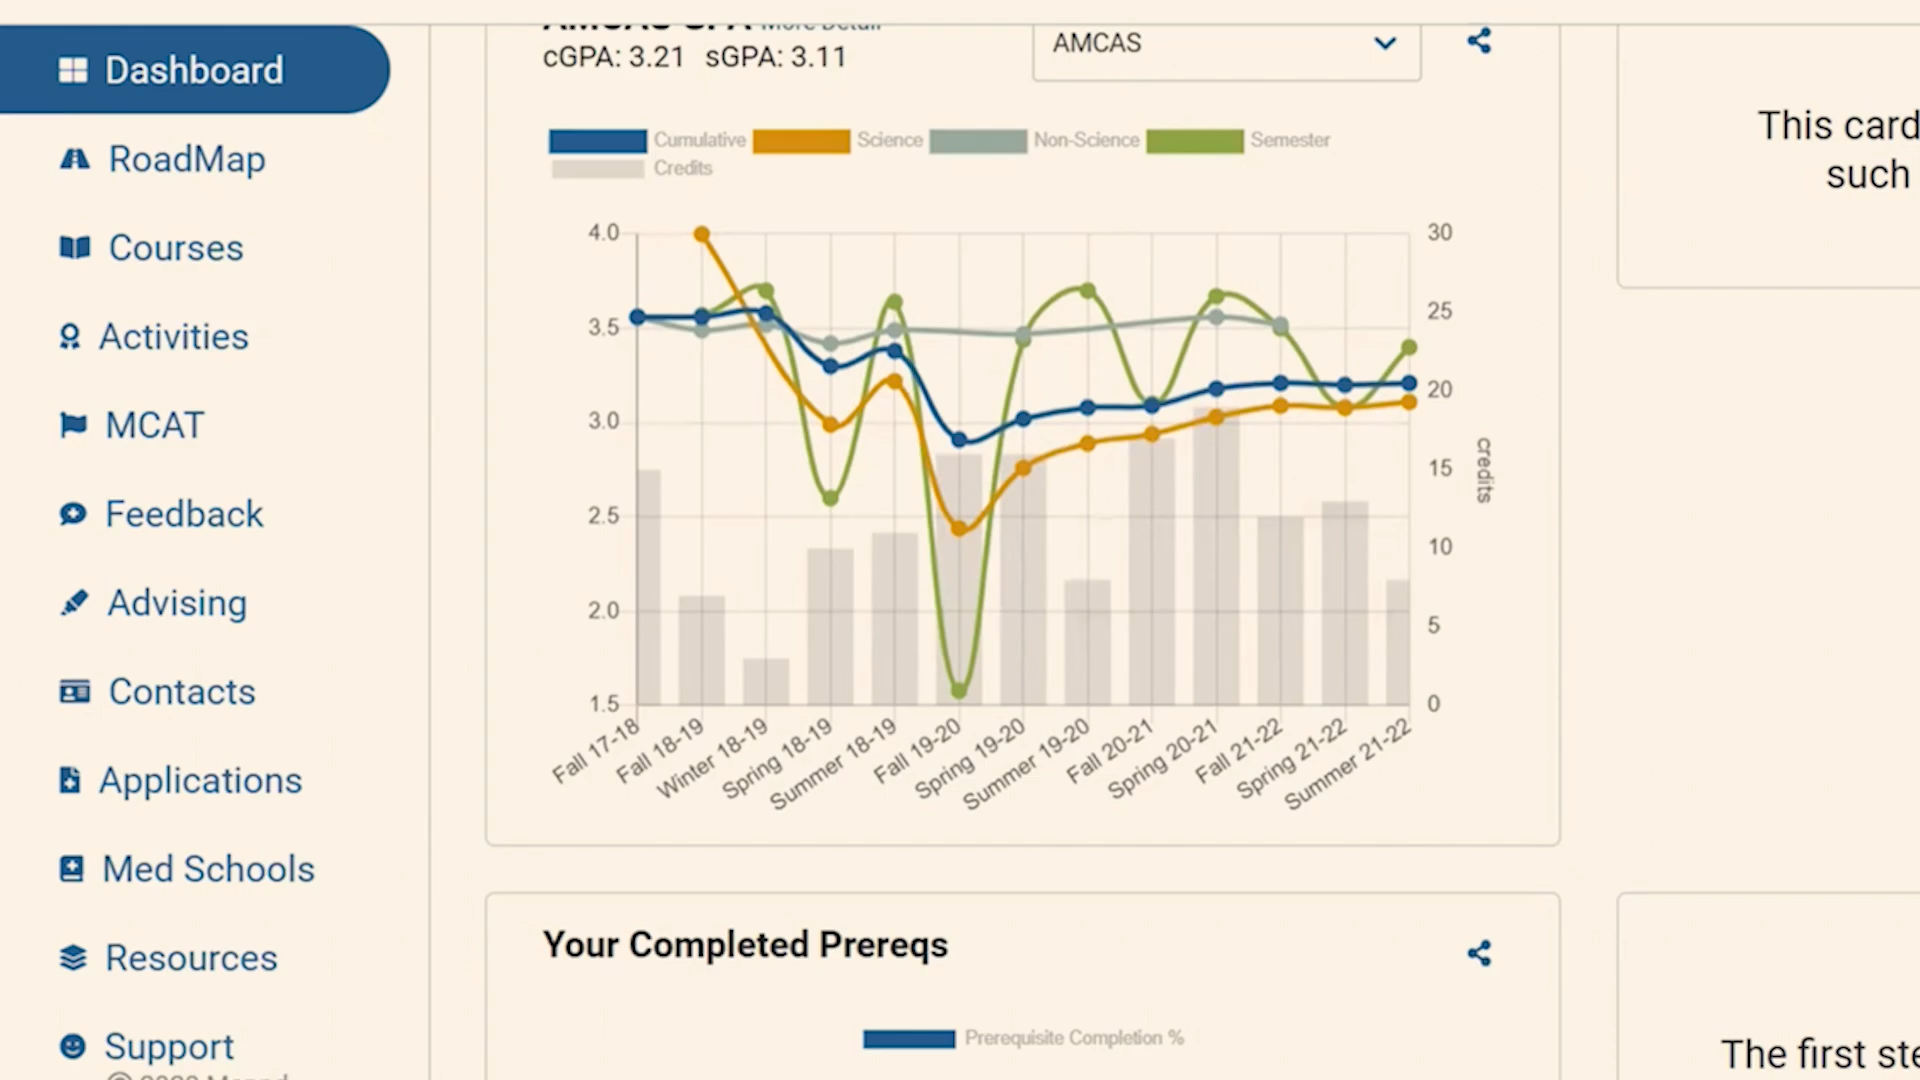 AMCAS GPA More Detail
cGPA: 3.21 sGPA: 3.11
AMCAS
Dashboard
RoadMap
Courses
Activities
MCAT
Feedback
Advising
Contacts
Applications
Med Schools
Resources
Support
Cumulative Science Non-Science Semester
Credits
4.0
3.5
3.0
2.5
2.0
1.5
30
25
20
15
10
5
0
credits
Fall 17-18
Fall 18-19
Winter 18-19
Spring 18-19
Summer 18-19
Fall 19-20
Spring 19-20
Summer 19-20
Fall 20-21
Spring 20-21
Fall 21-22
Spring 21-22
Summer 21-22
Your Completed Prereqs
Prerequisite Completion %
This card
such
The first ste